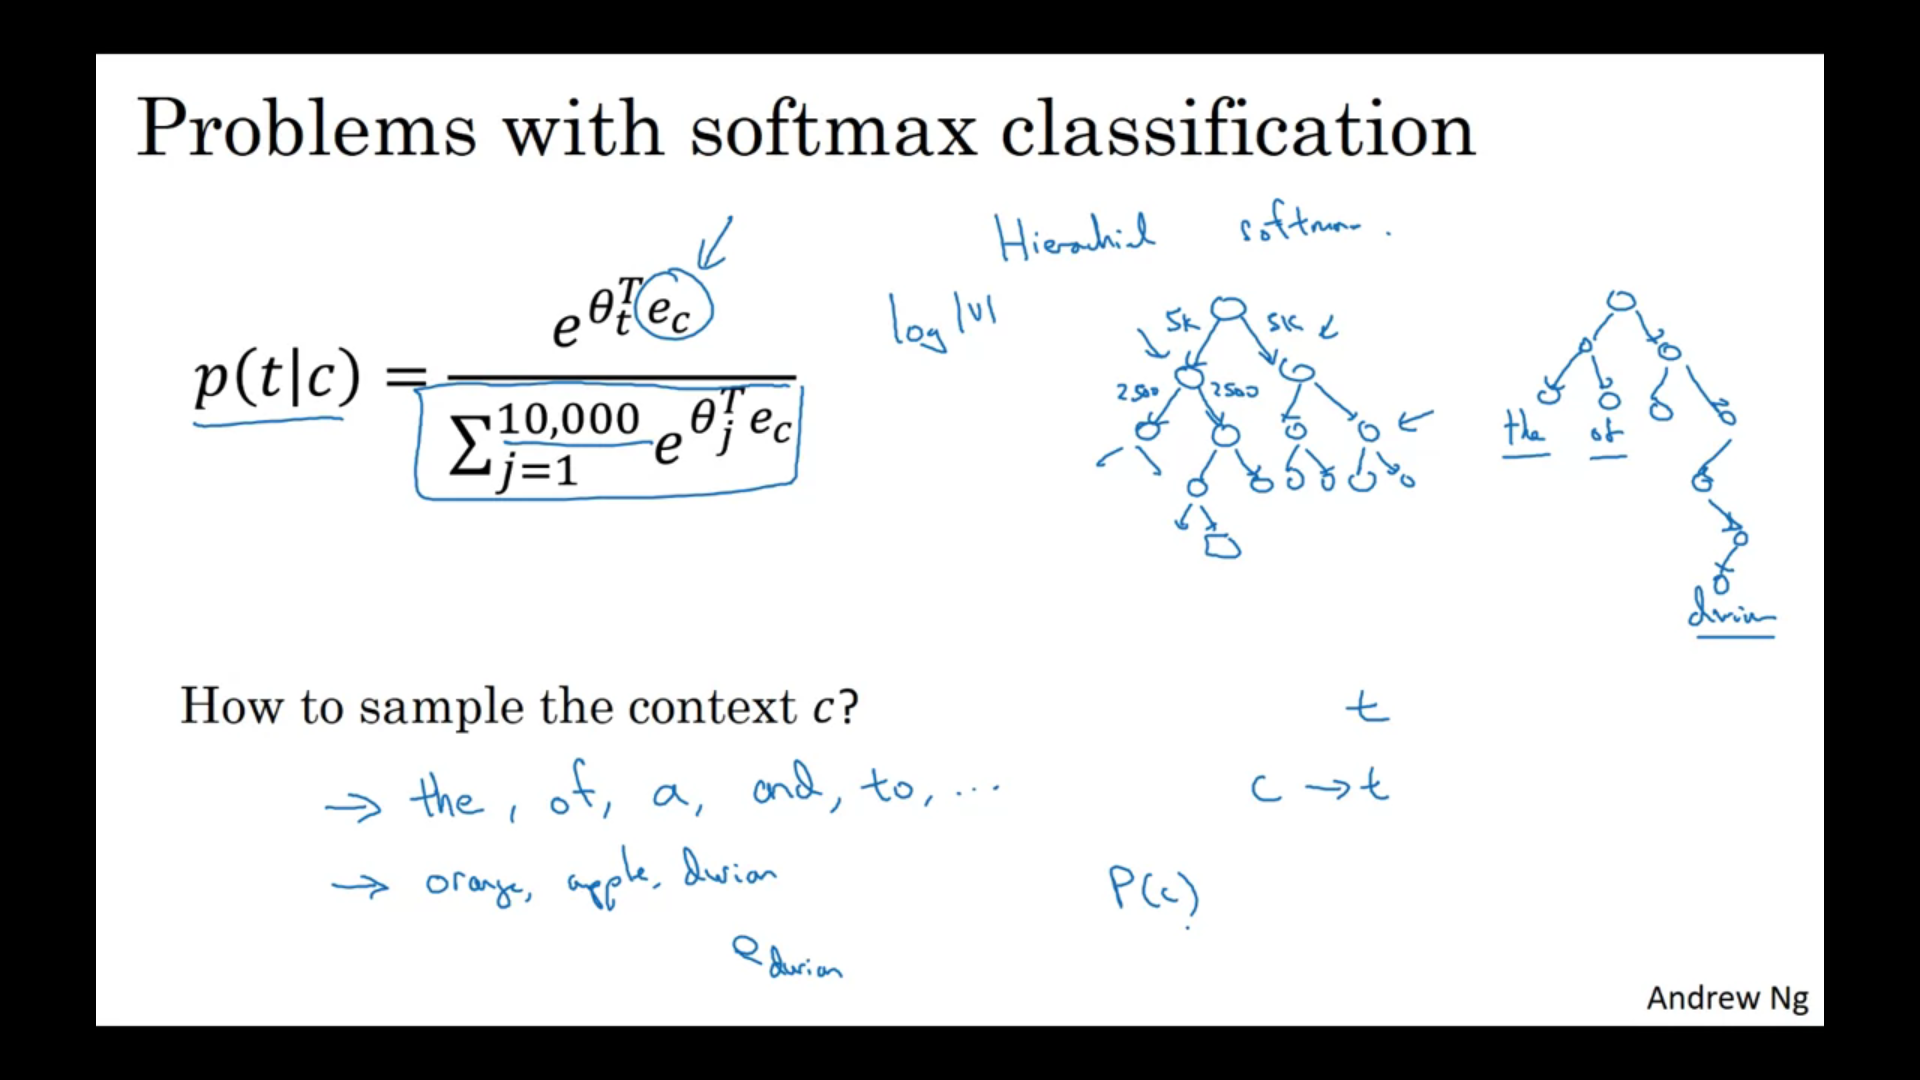 Problems with softmax classification
Hierarchical softmax.
p(t|c) = e^{θ_t^T e_c} / ∑_{j=1}^{10,000} e^{θ_j^T e_c}
log |v|
5k 5k
2500 2500
the of
durian
How to sample the context c?
t
→ the, of, a, and, to, ...
c → t
→ orange, apple, durian
P(c)
e_durian
Andrew Ng